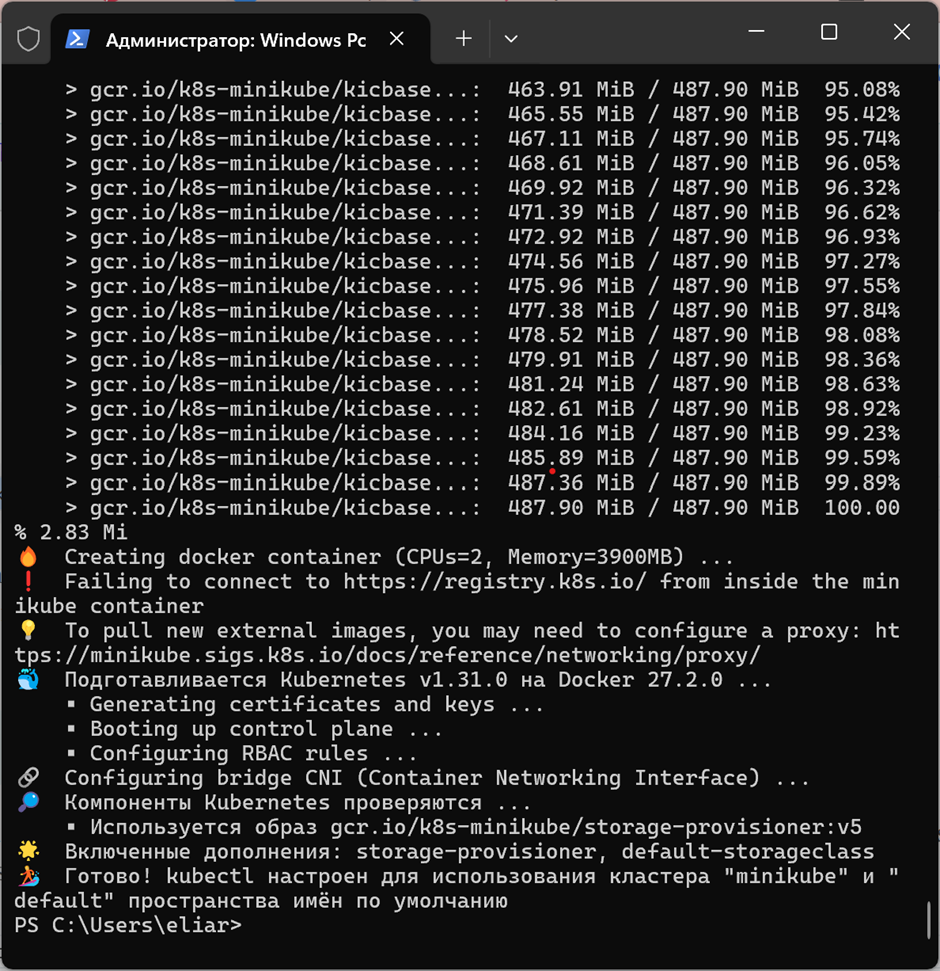 Администратор: Windows Pc
> gcr.io/k8s-minikube/kicbase...:  463.91 MiB / 487.90 MiB  95.08%
> gcr.io/k8s-minikube/kicbase...:  465.55 MiB / 487.90 MiB  95.42%
> gcr.io/k8s-minikube/kicbase...:  467.11 MiB / 487.90 MiB  95.74%
> gcr.io/k8s-minikube/kicbase...:  468.61 MiB / 487.90 MiB  96.05%
> gcr.io/k8s-minikube/kicbase...:  469.92 MiB / 487.90 MiB  96.32%
> gcr.io/k8s-minikube/kicbase...:  471.39 MiB / 487.90 MiB  96.62%
> gcr.io/k8s-minikube/kicbase...:  472.92 MiB / 487.90 MiB  96.93%
> gcr.io/k8s-minikube/kicbase...:  474.56 MiB / 487.90 MiB  97.27%
> gcr.io/k8s-minikube/kicbase...:  475.96 MiB / 487.90 MiB  97.55%
> gcr.io/k8s-minikube/kicbase...:  477.38 MiB / 487.90 MiB  97.84%
> gcr.io/k8s-minikube/kicbase...:  478.52 MiB / 487.90 MiB  98.08%
> gcr.io/k8s-minikube/kicbase...:  479.91 MiB / 487.90 MiB  98.36%
> gcr.io/k8s-minikube/kicbase...:  481.24 MiB / 487.90 MiB  98.63%
> gcr.io/k8s-minikube/kicbase...:  482.61 MiB / 487.90 MiB  98.92%
> gcr.io/k8s-minikube/kicbase...:  484.16 MiB / 487.90 MiB  99.23%
> gcr.io/k8s-minikube/kicbase...:  485.89 MiB / 487.90 MiB  99.59%
> gcr.io/k8s-minikube/kicbase...:  487.36 MiB / 487.90 MiB  99.89%
> gcr.io/k8s-minikube/kicbase...:  487.90 MiB / 487.90 MiB  100.00
% 2.83 Mi
🔥  Creating docker container (CPUs=2, Memory=3900MB) ...
❗  Failing to connect to https://registry.k8s.io/ from inside the min
ikube container
💡  To pull new external images, you may need to configure a proxy: ht
tps://minikube.sigs.k8s.io/docs/reference/networking/proxy/
🐳  Подготавливается Kubernetes v1.31.0 на Docker 27.2.0 ...
▪ Generating certificates and keys ...
▪ Booting up control plane ...
▪ Configuring RBAC rules ...
🔗  Configuring bridge CNI (Container Networking Interface) ...
🔎  Компоненты Kubernetes проверяются ...
▪ Используется образ gcr.io/k8s-minikube/storage-provisioner:v5
🌟  Включенные дополнения: storage-provisioner, default-storageclass
🏄  Готово! kubectl настроен для использования кластера "minikube" и "
default" пространства имён по умолчанию
PS C:\Users\eliar>